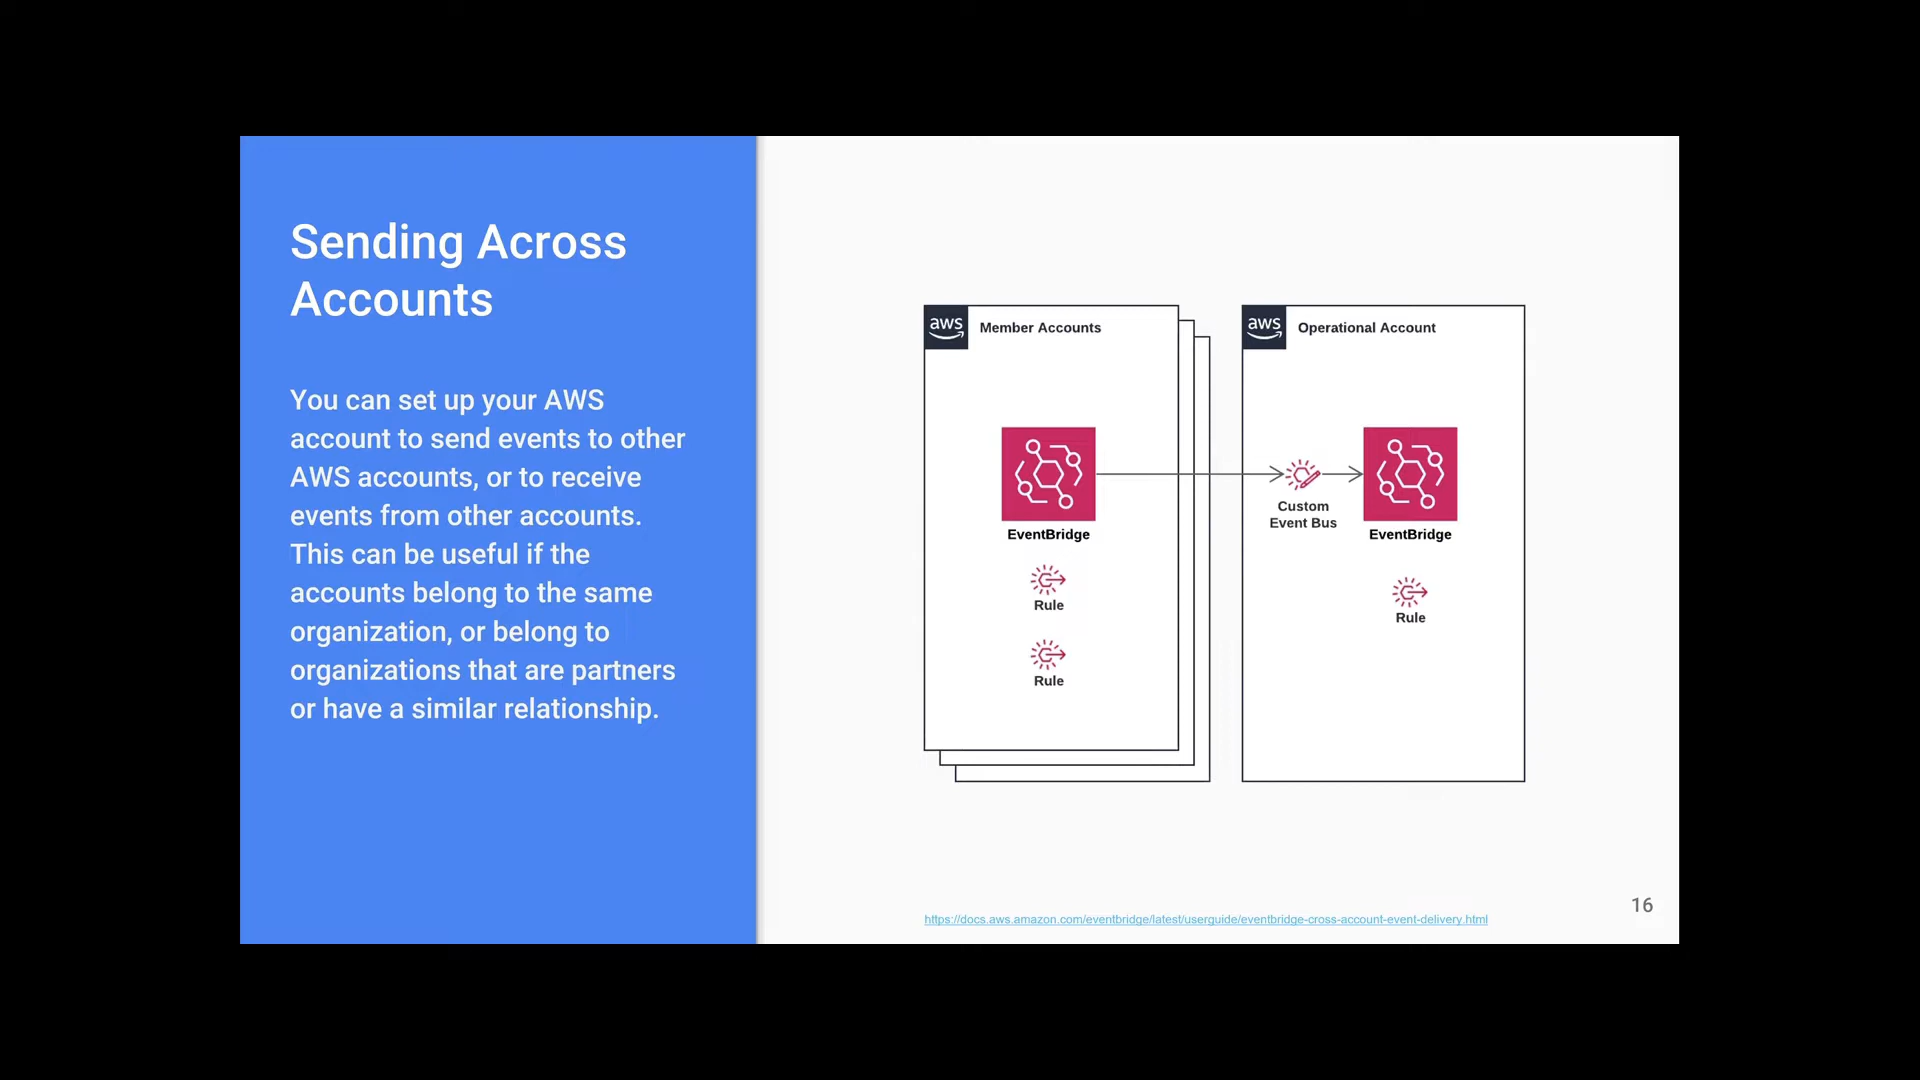 Sending Across
Accounts
You can set up your AWS
account to send events to other
AWS accounts, or to receive
events from other accounts.
This can be useful if the
accounts belong to the same
organization, or belong to
organizations that are partners
or have a similar relationship.
aws
Member Accounts
EventBridge
Rule
Rule
aws
Operational Account
Custom
Event Bus
EventBridge
Rule
https://docs.aws.amazon.com/eventbridge/latest/userguide/eventbridge-cross-account-event-delivery.html
16